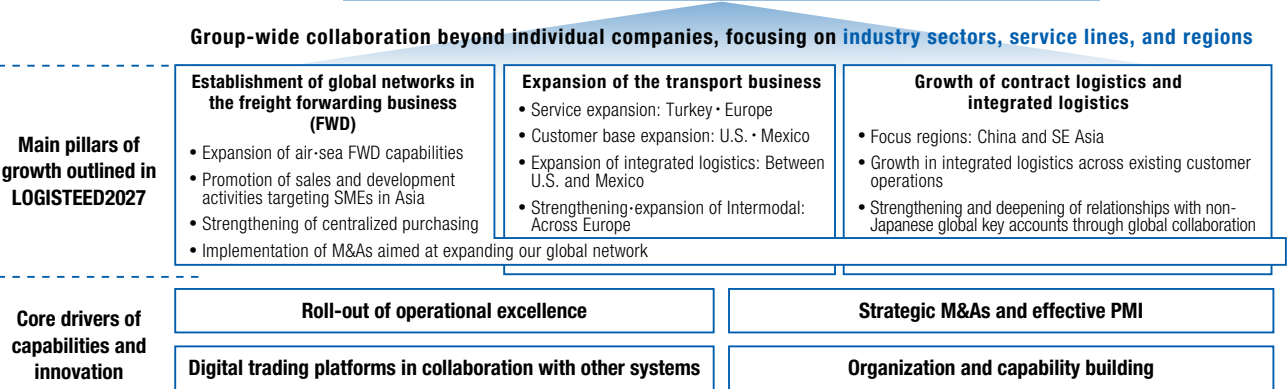 Group-wide collaboration beyond individual companies, focusing on industry sectors, service lines, and regions
Main pillars of
growth outlined in
LOGISTEED2027
Establishment of global networks in
the freight forwarding business
(FWD)
• Expansion of air·sea FWD capabilities
• Promotion of sales and development
activities targeting SMEs in Asia
• Strengthening of centralized purchasing
• Implementation of M&As aimed at expanding our global network
Expansion of the transport business
• Service expansion: Turkey·Europe
• Customer base expansion: U.S.·Mexico
• Expansion of integrated logistics: Between
U.S. and Mexico
• Strengthening·expansion of Intermodal:
Across Europe
Growth of contract logistics and
integrated logistics
• Focus regions: China and SE Asia
• Growth in integrated logistics across existing customer
operations
• Strengthening and deepening of relationships with non-
Japanese global key accounts through global collaboration
Core drivers of
capabilities and
innovation
Roll-out of operational excellence
Strategic M&As and effective PMI
Digital trading platforms in collaboration with other systems
Organization and capability building